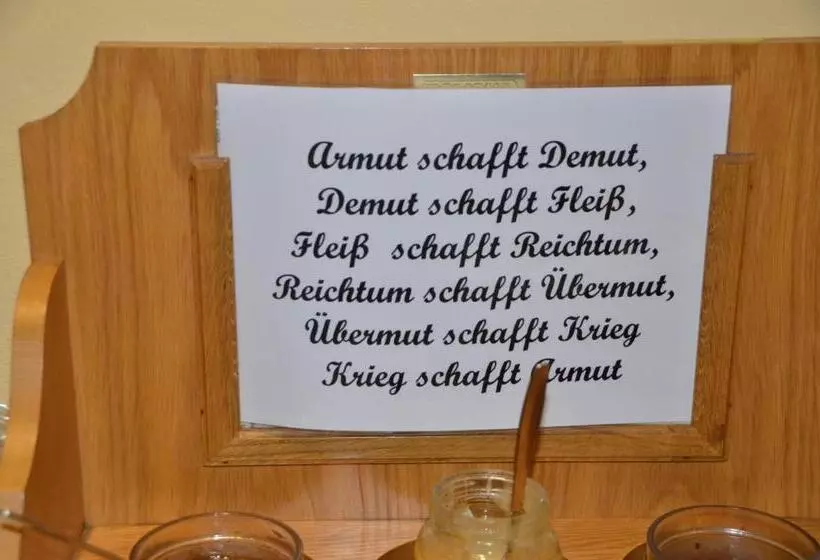 Armut schafft Demut,
Demut schafft Fleiß,
Fleiß schafft Reichtum,
Reichtum schafft Übermut,
Übermut schafft Krieg
Krieg schafft Armut